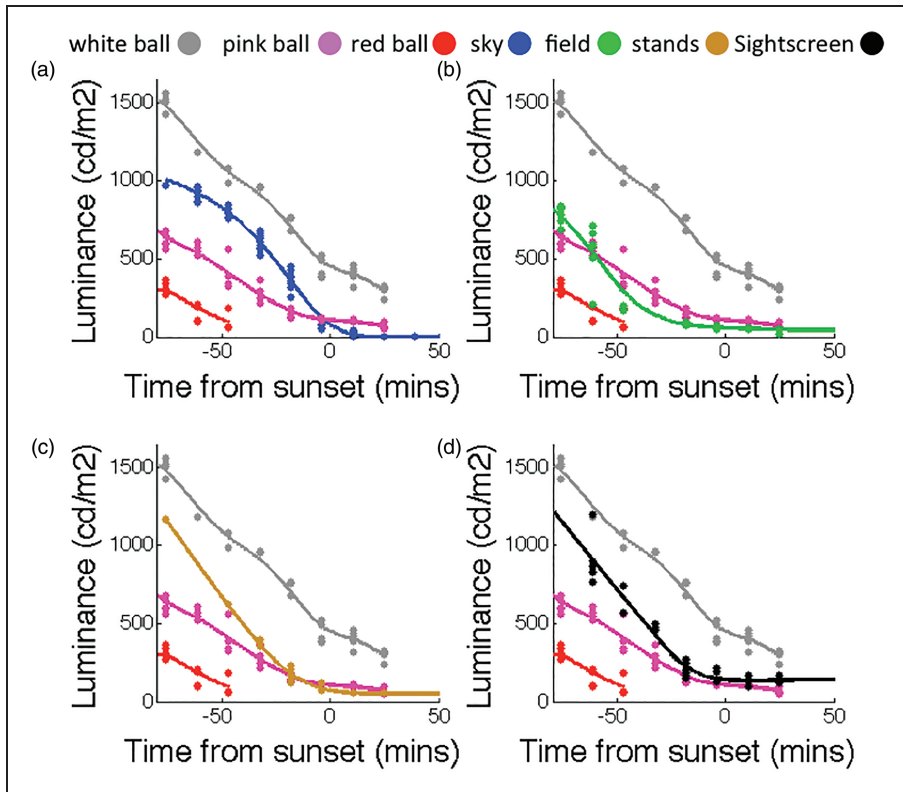 white ball pink ball red ball sky field stands Sightscreen
(a)
Luminance (cd/m2)
1500
1000
500
0
-50 0 50
Time from sunset (mins)
(b)
Luminance (cd/m2)
1500
1000
500
0
-50 0 50
Time from sunset (mins)
(c)
Luminance (cd/m2)
1500
1000
500
0
-50 0 50
Time from sunset (mins)
(d)
Luminance (cd/m2)
1500
1000
500
0
-50 0 50
Time from sunset (mins)